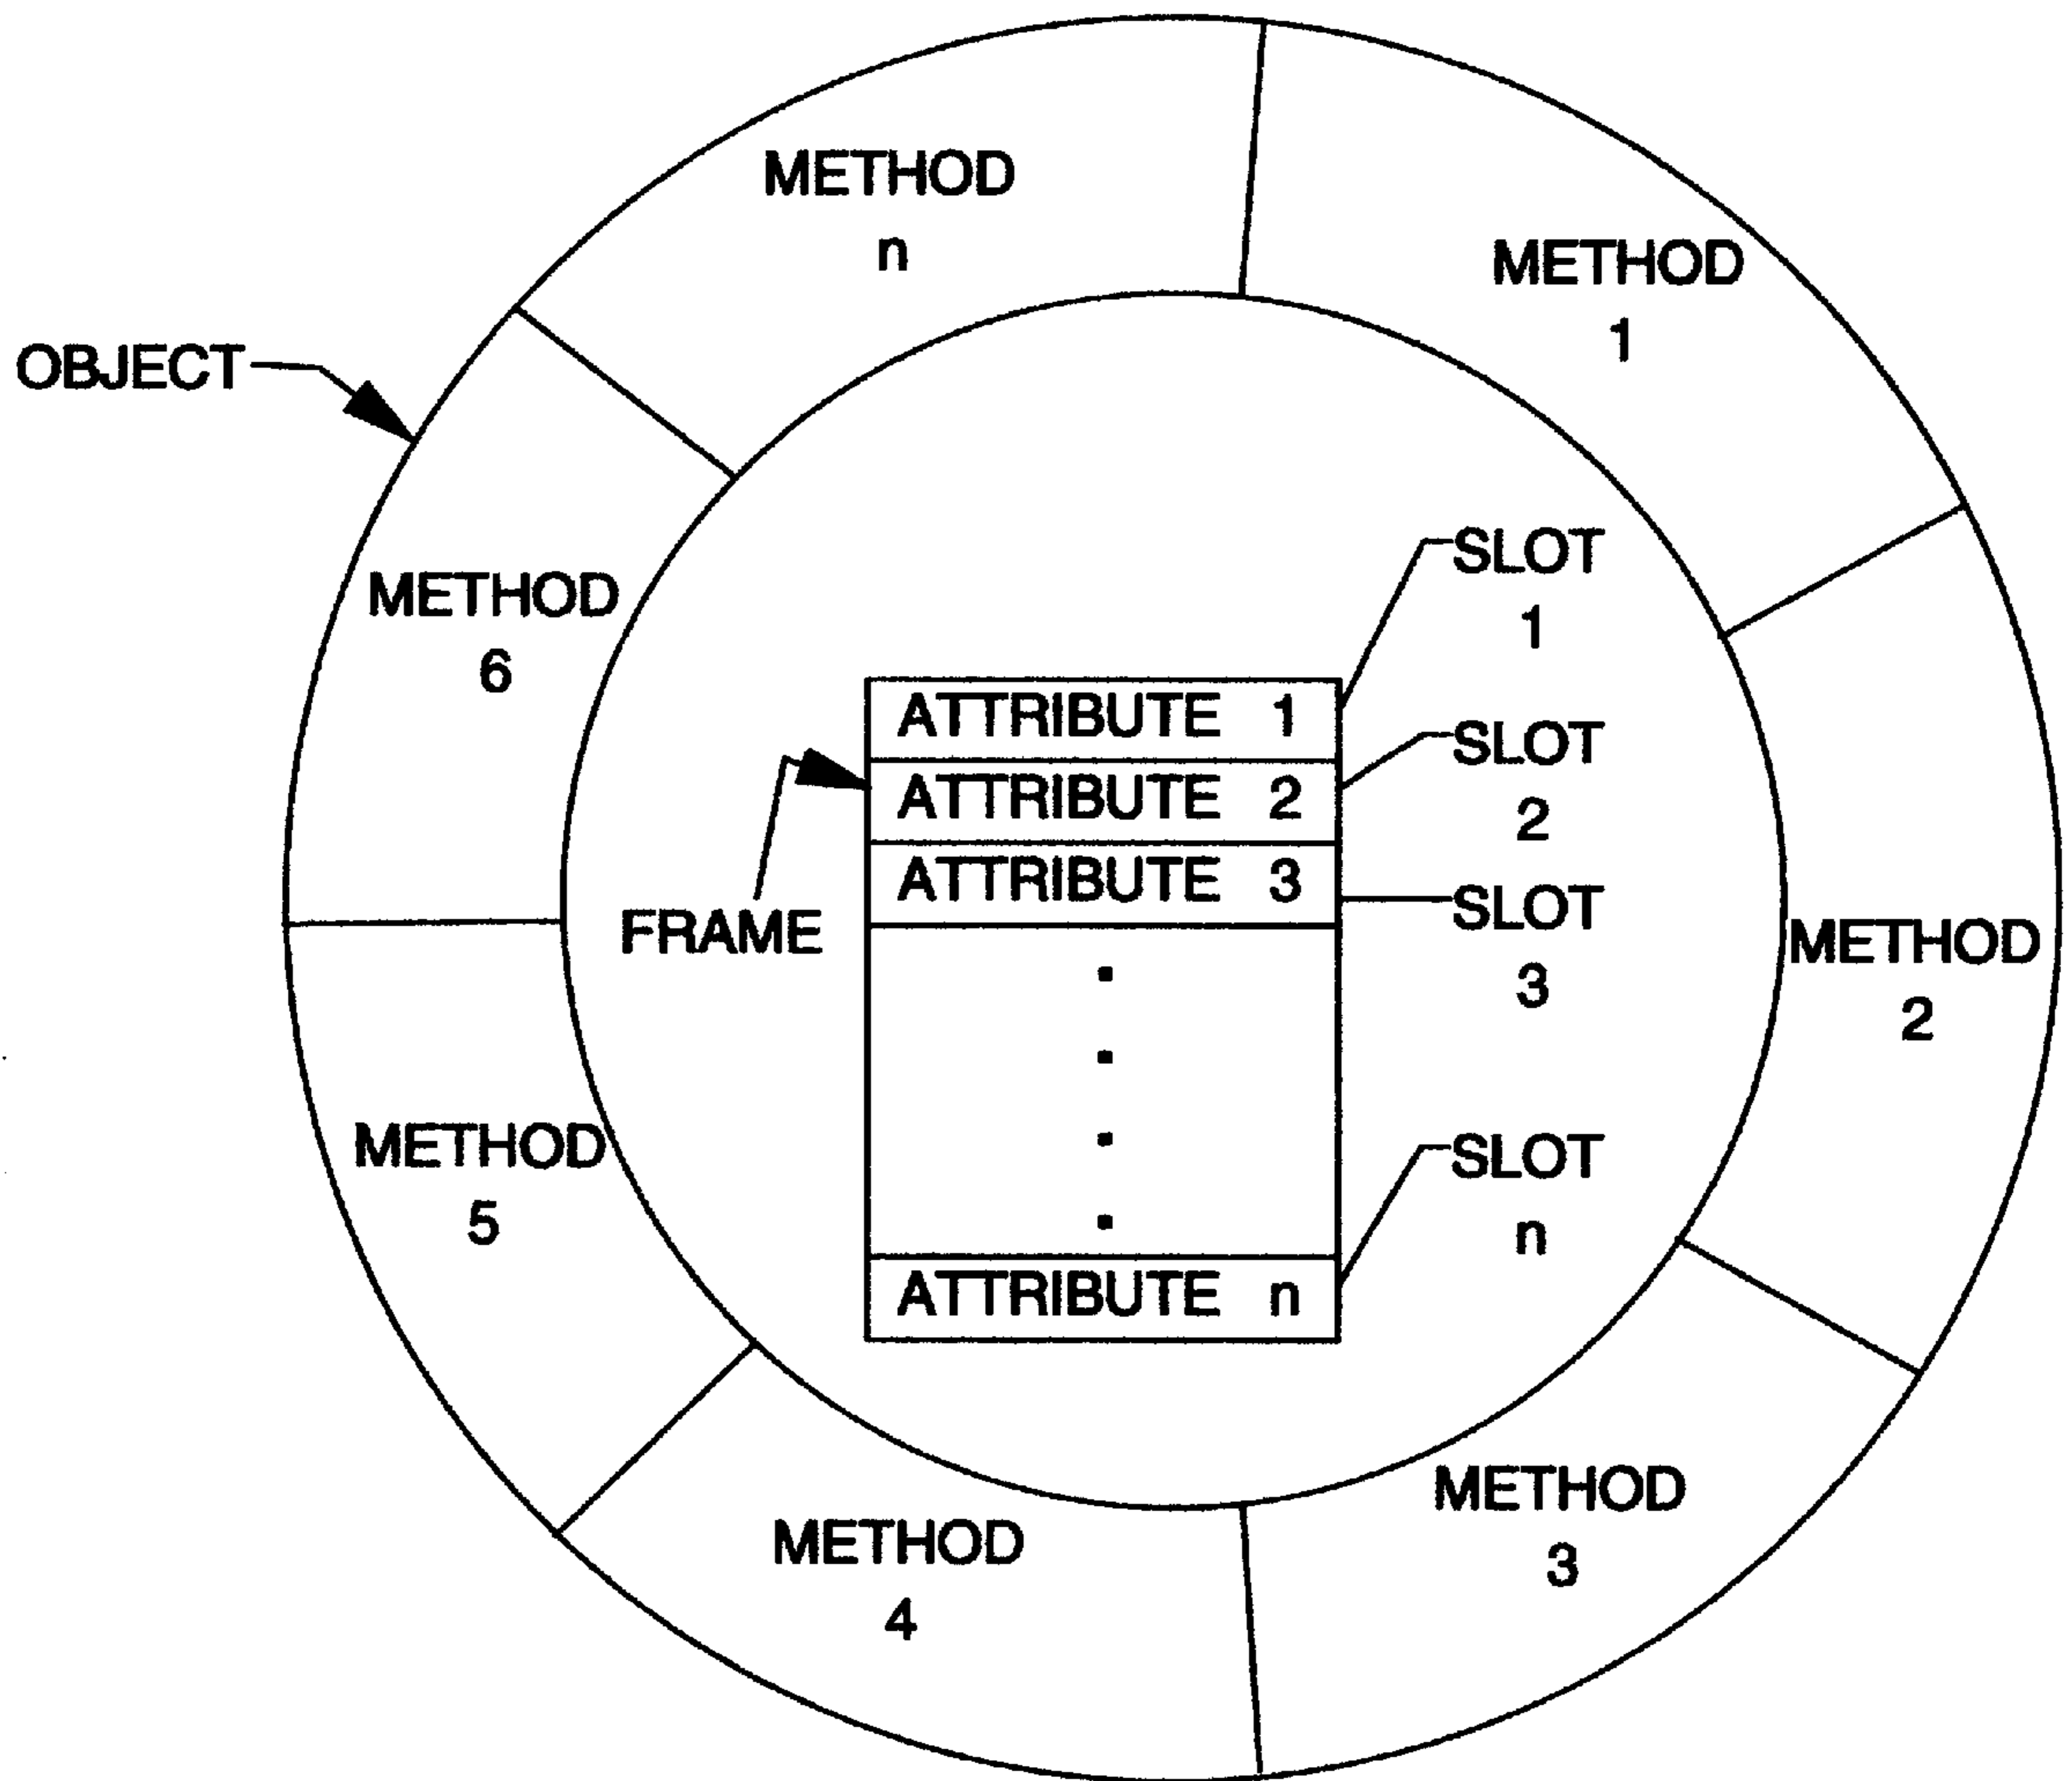 METHOD
n
METHOD
1
OBJECT
SLOT
1
METHOD
6
ATTRIBUTE 1
SLOT
2
ATTRIBUTE 2
ATTRIBUTE 3
SLOT
3
FRAME
METHOD
2
METHOD
5
SLOT
n
ATTRIBUTE n
METHOD
3
METHOD
4